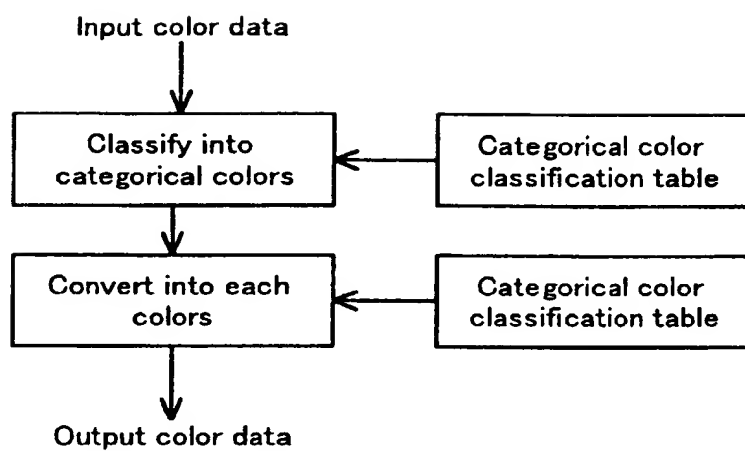 Input color data
Classify into
categorical colors
Categorical color
classification table
Convert into each
colors
Categorical color
classification table
Output color data